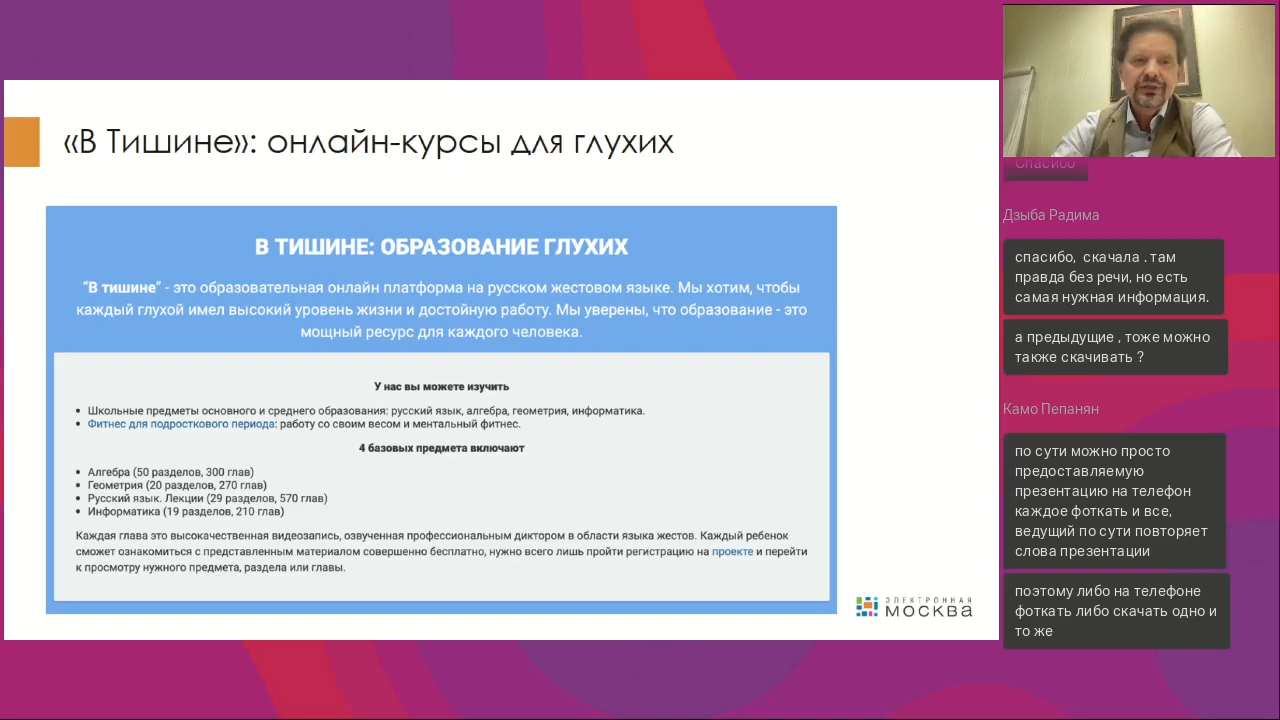 «В Тишине»: онлайн-курсы для глухих
В ТИШИНЕ: ОБРАЗОВАНИЕ ГЛУХИХ
"В тишине" - это образовательная онлайн платформа на русском жестовом языке. Мы хотим, чтобы
каждый глухой имел высокий уровень жизни и достойную работу. Мы уверены, что образование - это
мощный ресурс для каждого человека.
У нас вы можете изучить
• Школьные предметы основного и среднего образования: русский язык, алгебра, геометрия, информатика.
• Фитнес для подросткового периода: работу со своим весом и ментальный фитнес.
4 базовых предмета включают
• Алгебра (50 разделов, 300 глав)
• Геометрия (20 разделов, 270 глав)
• Русский язык. Лекции (29 разделов, 570 глав)
• Информатика (19 разделов, 210 глав)
Каждая глава это высококачественная видеозапись, озвученная профессиональным диктором в области языка жестов. Каждый ребенок
сможет ознакомиться с представленным материалом совершенно бесплатно, нужно всего лишь пройти регистрацию на проекте и перейти
к просмотру нужного предмета, раздела или главы.
ЭЛЕКТРОННАЯ
МОСКВА
Спасибо
Дзыба Радима
спасибо, скачала . там
правда без речи, но есть
самая нужная информация.
а предыдущие , тоже можно
также скачивать ?
Камо Пепанян
по сути можно просто
предоставляемую
презентацию на телефон
каждое фоткать и все,
ведущий по сути повторяет
слова презентации
поэтому либо на телефоне
фоткать либо скачать одно и
то же